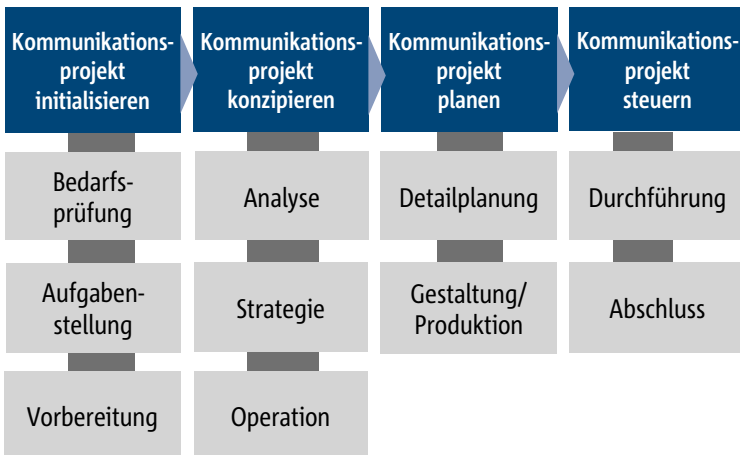 Kommunikations-
projekt
initialisieren
Kommunikations-
projekt
konzipieren
Kommunikations-
projekt
planen
Kommunikations-
projekt
steuern
Bedarfs-
prüfung
Analyse
Detailplanung
Durchführung
Aufgaben-
stellung
Strategie
Gestaltung/
Produktion
Abschluss
Vorbereitung
Operation